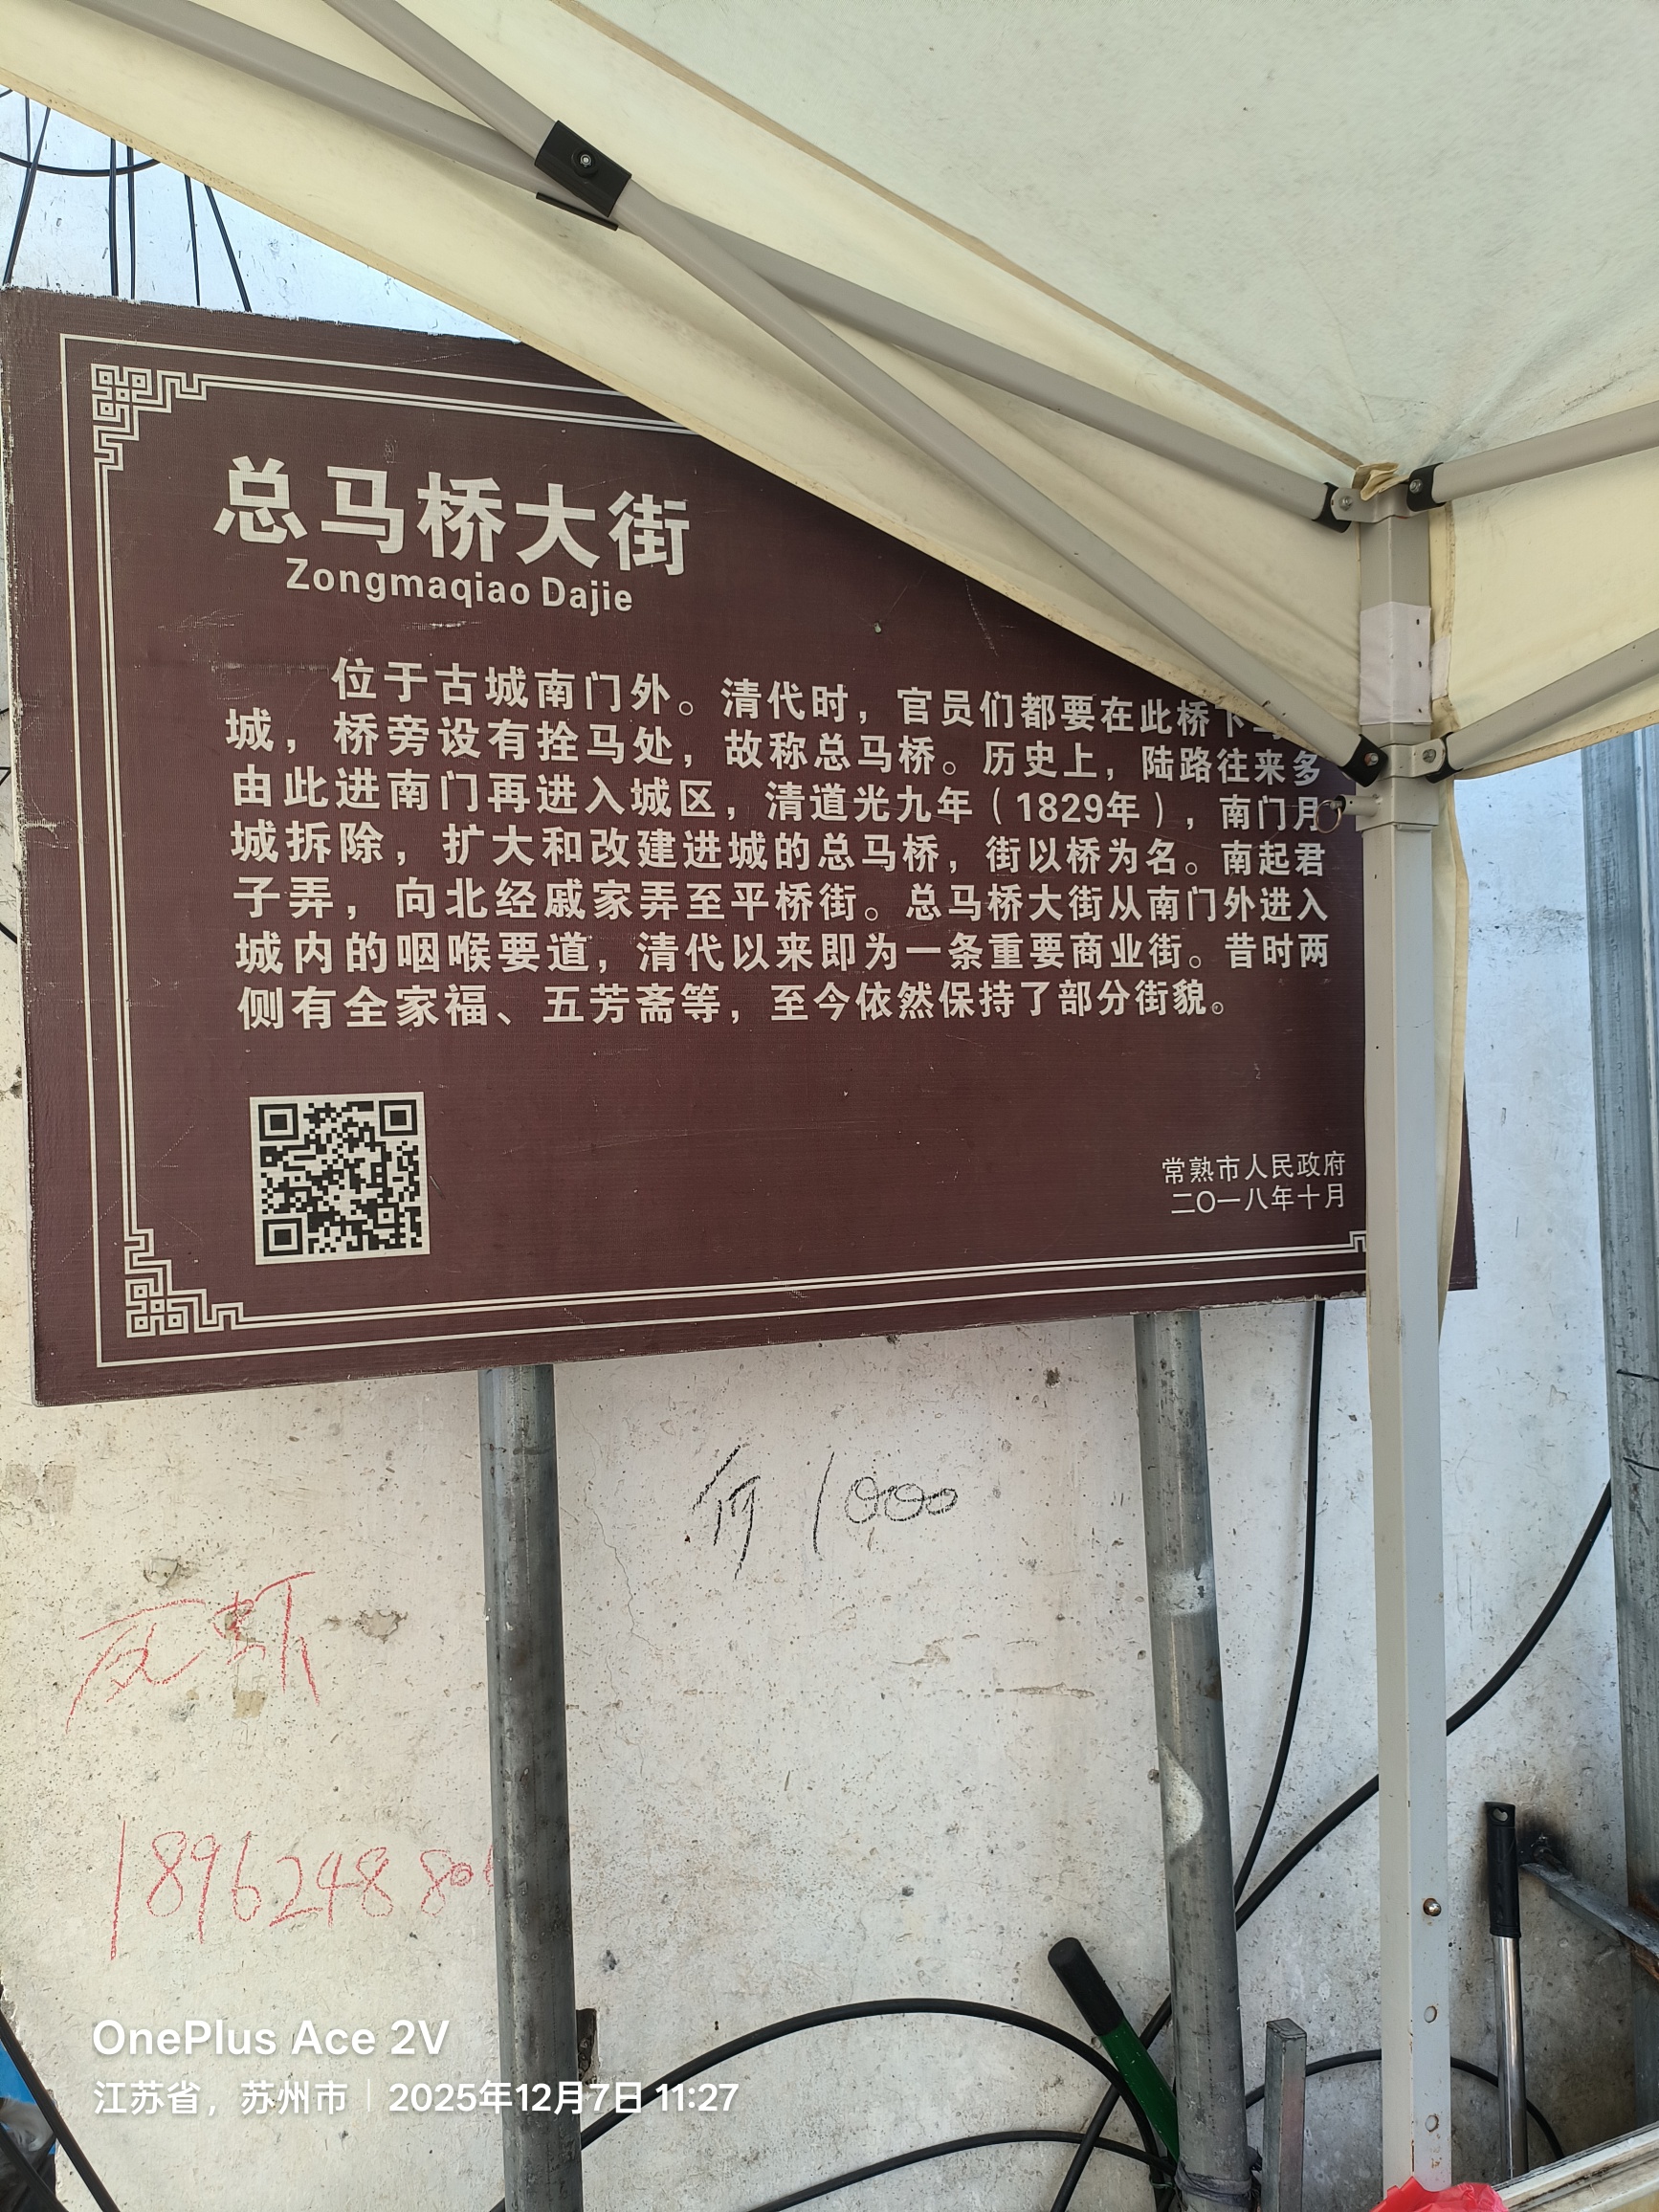 总马桥大街
Zongmaqiao Dajie
位于古城南门外。清代时，官员们都要在此桥下
城，桥旁设有拴马处，故称总马桥。历史上，陆路往来多
由此进南门再进入城区，清道光九年（1829年），南门月
城拆除，扩大和改建进城的总马桥，街以桥为名。南起君
子弄，向北经戚家弄至平桥街。总马桥大街从南门外进入
城内的咽喉要道，清代以来即为一条重要商业街。昔时两
侧有全家福、五芳斋等，至今依然保持了部分街貌。
常熟市人民政府
二〇一八年十月
何 1000
1896248 80
OnePlus Ace 2V
江苏省，苏州市｜2025年12月7日 11:27